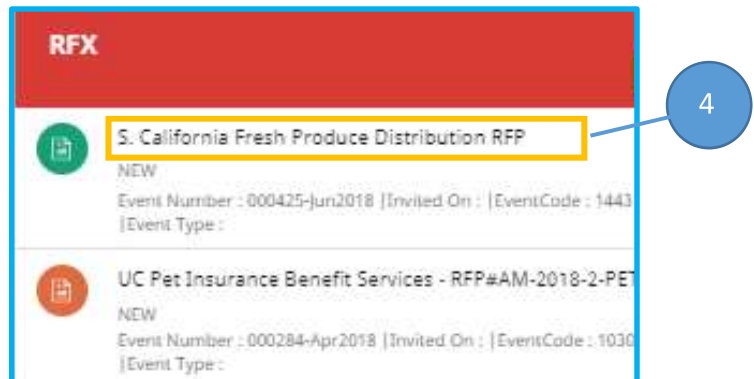 RFX
4
S. California Fresh Produce Distribution RFP
NEW
Event Number : 000425-Jun2018 |Invited On : |EventCode : 1443
|Event Type :
UC Pet Insurance Benefit Services - RFP#AM-2018-2-PET
NEW
Event Number : 000284-Apr2018 |Invited On : |EventCode : 1030
|Event Type :